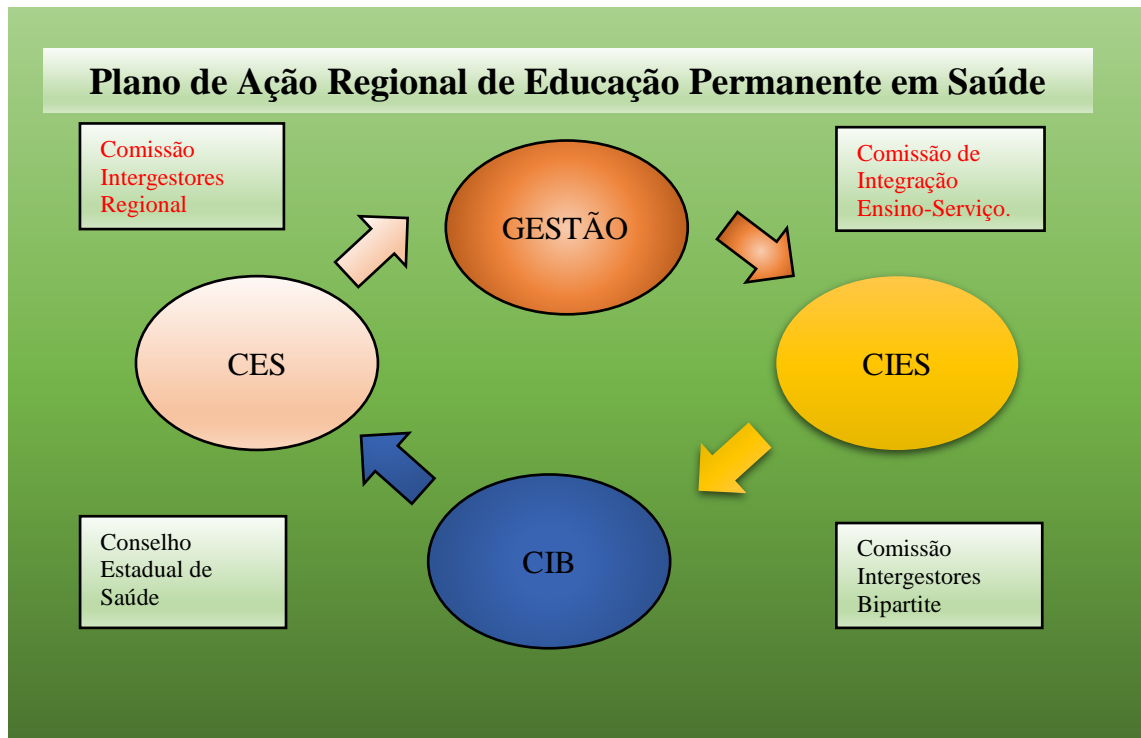 Plano de Ação Regional de Educação Permanente em Saúde
Comissão
Intergestores
Regional
GESTÃO
Comissão de
Integração
Ensino-Serviço.
CES
CIES
CIB
Conselho
Estadual de
Saúde
Comissão
Intergestores
Bipartite